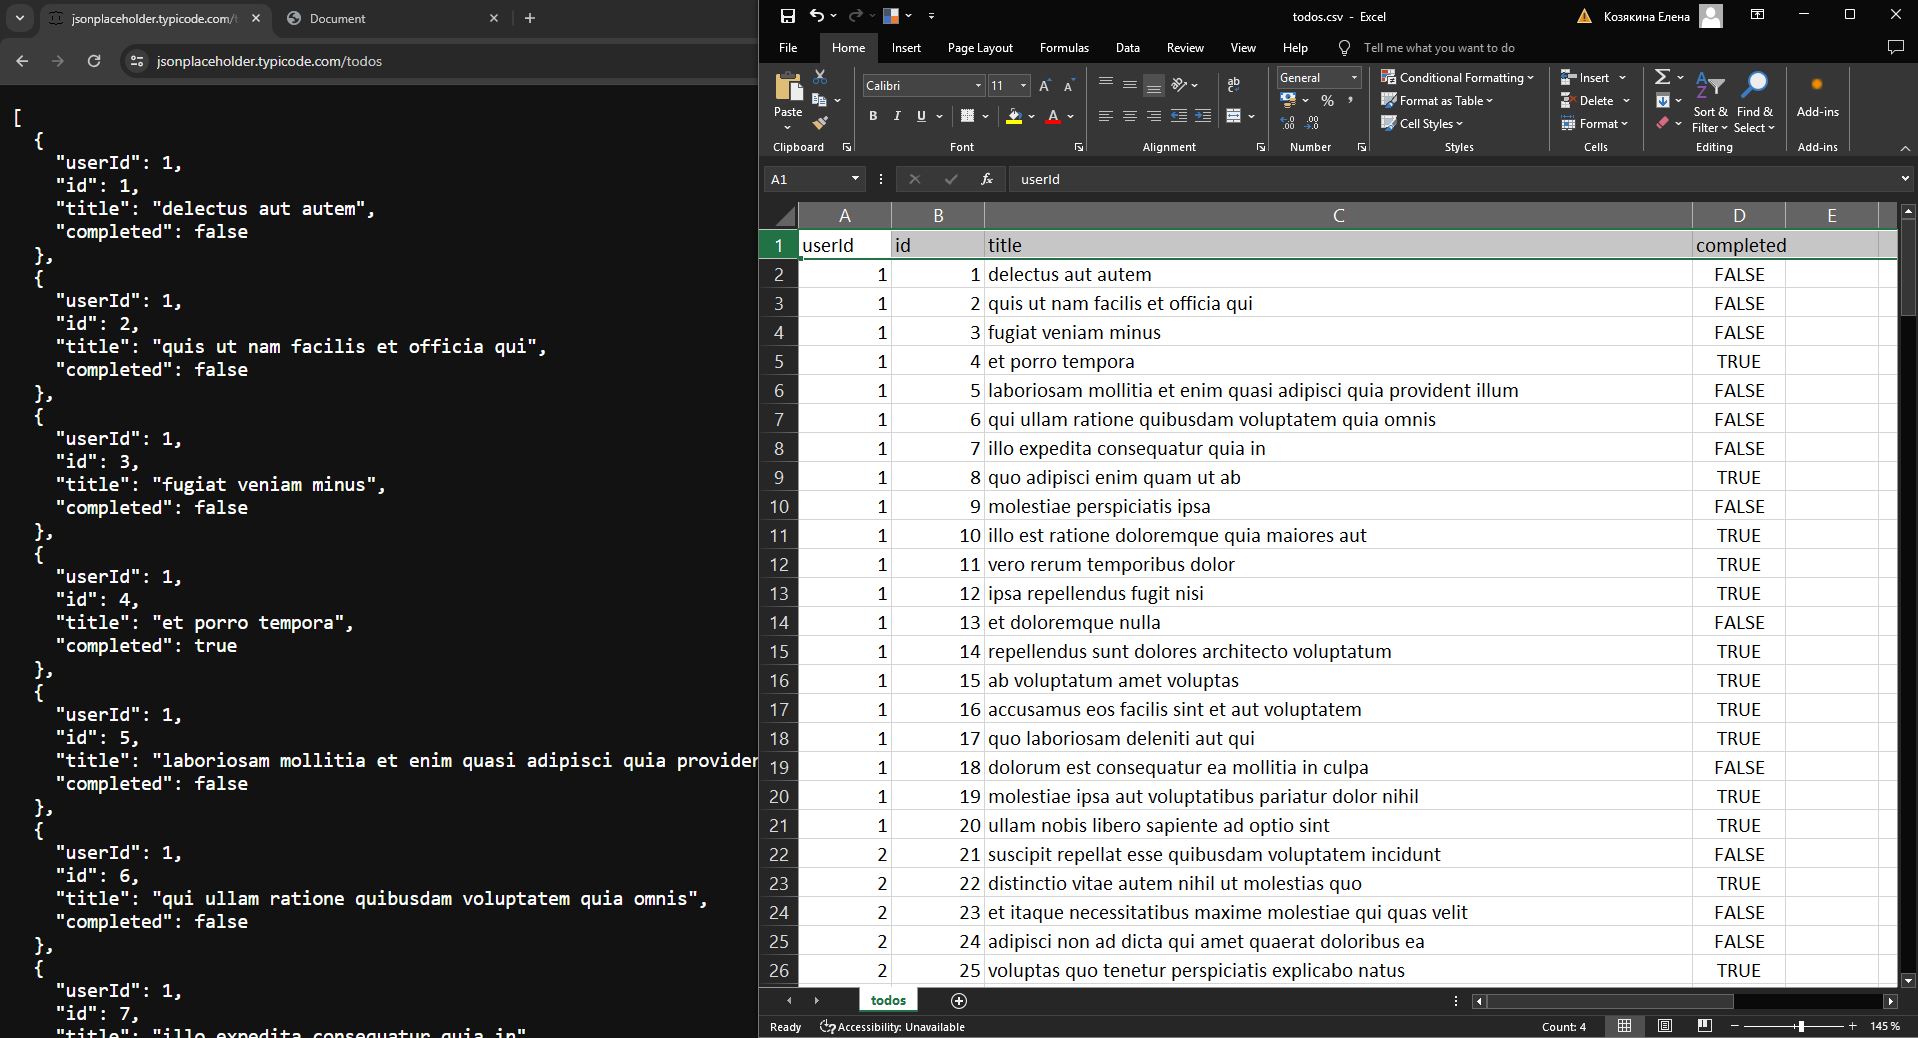 jsonplaceholder.typicode.com/t
Document
jsonplaceholder.typicode.com/todos
[
{
"userId": 1,
"id": 1,
"title": "delectus aut autem",
"completed": false
},
{
"userId": 1,
"id": 2,
"title": "quis ut nam facilis et officia qui",
"completed": false
},
{
"userId": 1,
"id": 3,
"title": "fugiat veniam minus",
"completed": false
},
{
"userId": 1,
"id": 4,
"title": "et porro tempora",
"completed": true
},
{
"userId": 1,
"id": 5,
"title": "laboriosam mollitia et enim quasi adipisci quia providen
"completed": false
},
{
"userId": 1,
"id": 6,
"title": "qui ullam ratione quibusdam voluptatem quia omnis",
"completed": false
},
{
"userId": 1,
"id": 7,
"title": "illo expedita consequatur quia in"
todos.csv - Excel
Козякина Елена
File Home Insert Page Layout Formulas Data Review View Help Tell me what you want to do
Paste
Clipboard
Calibri 11
B I U
Font
ab
Alignment
General
% ,
Number
Conditional Formatting
Format as Table
Cell Styles
Styles
Insert
Delete
Format
Cells
Sort & Filter
Find & Select
Editing
Add-ins
Add-ins
A1 fx userId
A B C D E
1 userId id title completed
2 1 1 delectus aut autem FALSE
3 1 2 quis ut nam facilis et officia qui FALSE
4 1 3 fugiat veniam minus FALSE
5 1 4 et porro tempora TRUE
6 1 5 laboriosam mollitia et enim quasi adipisci quia provident illum FALSE
7 1 6 qui ullam ratione quibusdam voluptatem quia omnis FALSE
8 1 7 illo expedita consequatur quia in FALSE
9 1 8 quo adipisci enim quam ut ab TRUE
10 1 9 molestiae perspiciatis ipsa FALSE
11 1 10 illo est ratione doloremque quia maiores aut TRUE
12 1 11 vero rerum temporibus dolor TRUE
13 1 12 ipsa repellendus fugit nisi TRUE
14 1 13 et doloremque nulla FALSE
15 1 14 repellendus sunt dolores architecto voluptatum TRUE
16 1 15 ab voluptatum amet voluptas TRUE
17 1 16 accusamus eos facilis sint et aut voluptatem TRUE
18 1 17 quo laboriosam deleniti aut qui TRUE
19 1 18 dolorum est consequatur ea mollitia in culpa FALSE
20 1 19 molestiae ipsa aut voluptatibus pariatur dolor nihil TRUE
21 1 20 ullam nobis libero sapiente ad optio sint TRUE
22 2 21 suscipit repellat esse quibusdam voluptatem incidunt FALSE
23 2 22 distinctio vitae autem nihil ut molestias quo TRUE
24 2 23 et itaque necessitatibus maxime molestiae qui quas velit FALSE
25 2 24 adipisci non ad dicta qui amet quaerat doloribus ea FALSE
26 2 25 voluptas quo tenetur perspiciatis explicabo natus TRUE
todos
Ready Accessibility: Unavailable Count: 4 145 %